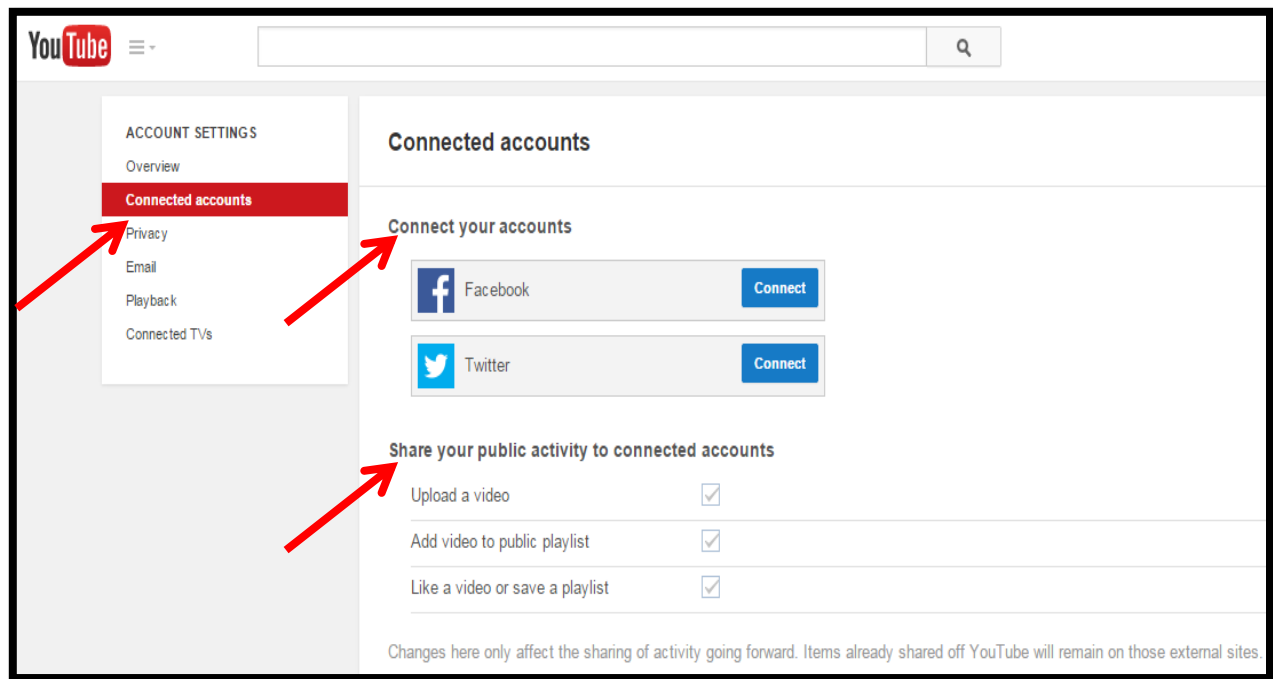 YouTube
ACCOUNT SETTINGS
Overview
Connected accounts
Privacy
Email
Playback
Connected TVs
Connected accounts
Connect your accounts
Facebook Connect
Twitter Connect
Share your public activity to connected accounts
Upload a video
Add video to public playlist
Like a video or save a playlist
Changes here only affect the sharing of activity going forward. Items already shared off YouTube will remain on those external sites.